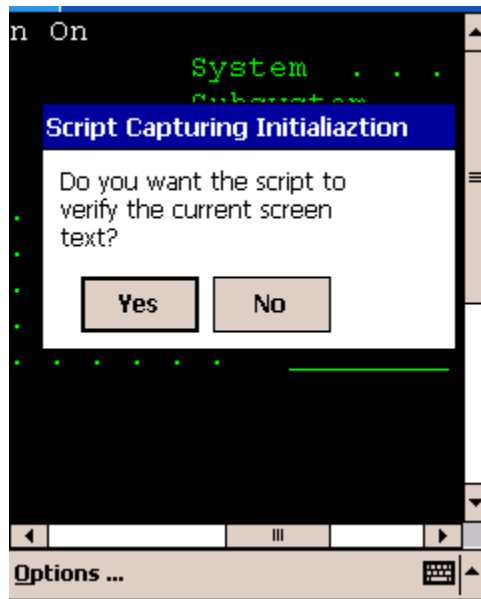 n On
System . . .
Script Capturing Initialiaztion
Do you want the script to
verify the current screen
text?
Yes No
. . . . . .
Options ...